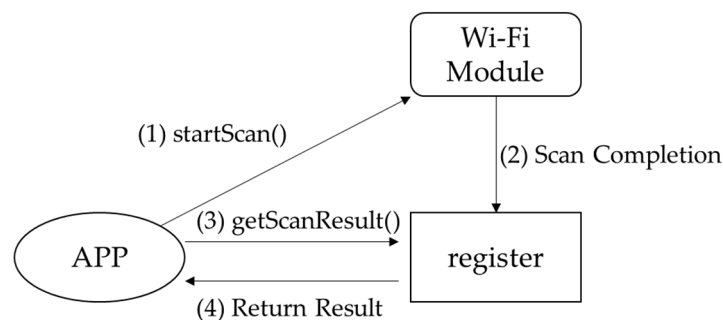 Wi-Fi
Module
(1) startScan()
(2) Scan Completion
(3) getScanResult()
APP
register
(4) Return Result